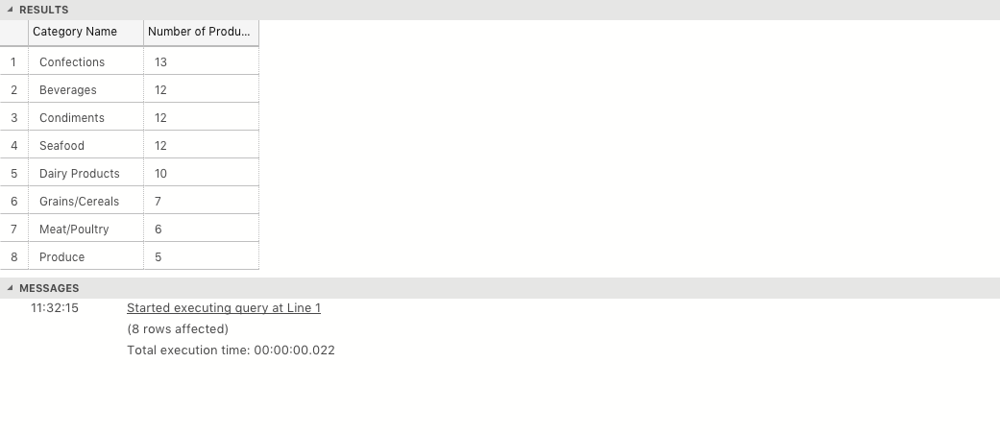 RESULTS
Category Name Number of Produ...
1 Confections 13
2 Beverages 12
3 Condiments 12
4 Seafood 12
5 Dairy Products 10
6 Grains/Cereals 7
7 Meat/Poultry 6
8 Produce 5
MESSAGES
11:32:15 Started executing query at Line 1
(8 rows affected)
Total execution time: 00:00:00.022